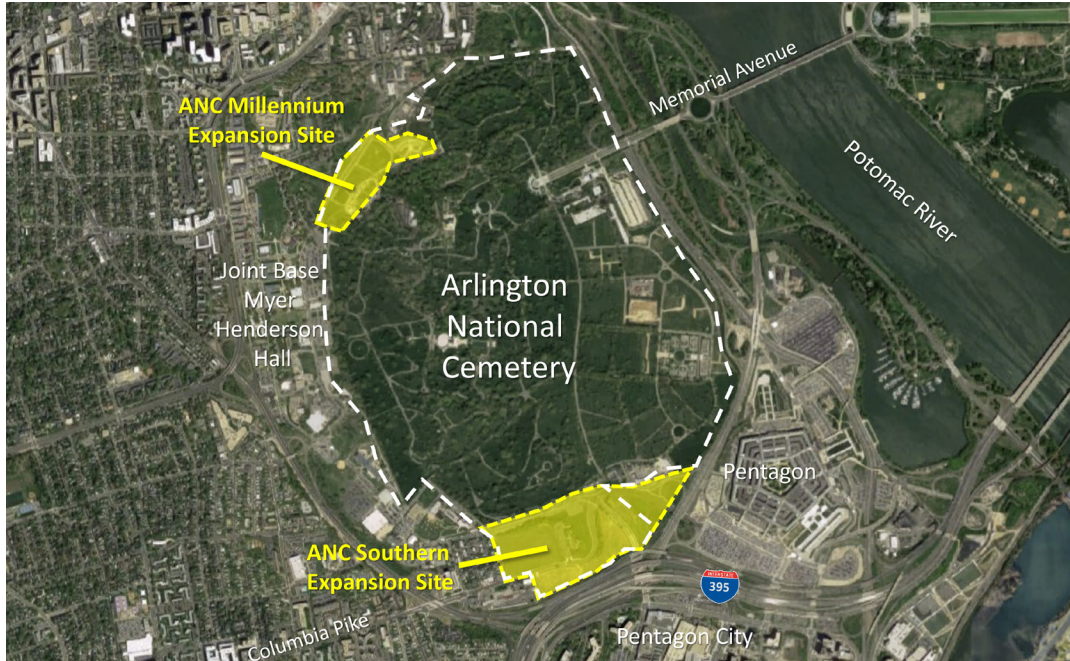 Memorial Avenue
ANC Millennium
Expansion Site
Potomac River
Joint Base
Myer
Henderson
Hall
Arlington
National
Cemetery
Pentagon
ANC Southern
Expansion Site
INTERSTATE
395
Columbia Pike
Pentagon City